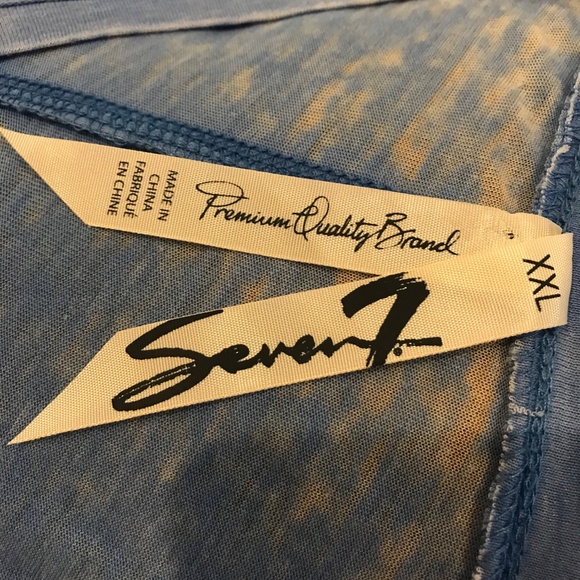 MADE IN
CHINA
FABRIQUÉ
EN CHINE
Premium Quality Brand
XXL
Seven7.